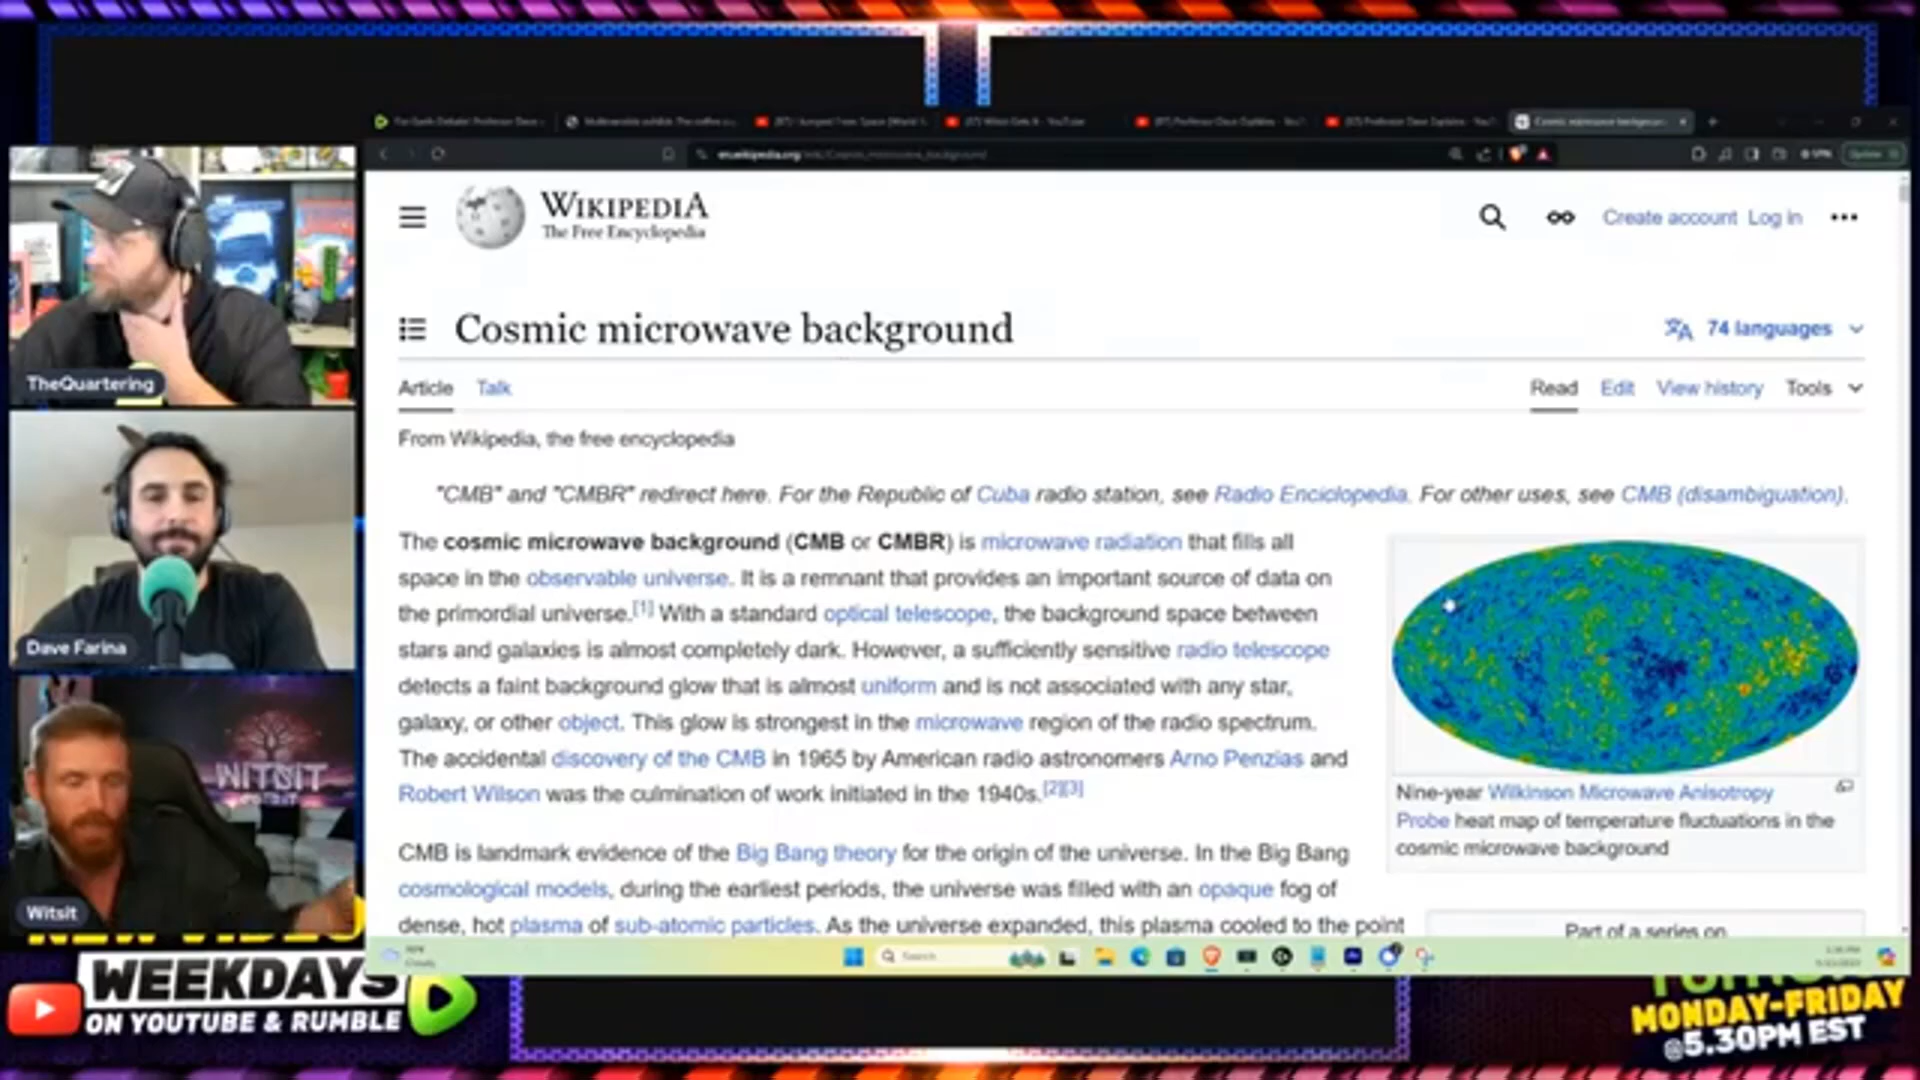 Cosmic microwave backgroun
en.wikipedia.org/wiki/Cosmic_microwave_background
WIKIPEDIA
The Free Encyclopedia
Create account Log in
Cosmic microwave background
74 languages
Article Talk
Read Edit View history Tools
From Wikipedia, the free encyclopedia
"CMB" and "CMBR" redirect here. For the Republic of Cuba radio station, see Radio Enciclopedia. For other uses, see CMB (disambiguation).
The cosmic microwave background (CMB or CMBR) is microwave radiation that fills all
space in the observable universe. It is a remnant that provides an important source of data on
the primordial universe.[1] With a standard optical telescope, the background space between
stars and galaxies is almost completely dark. However, a sufficiently sensitive radio telescope
detects a faint background glow that is almost uniform and is not associated with any star,
galaxy, or other object. This glow is strongest in the microwave region of the radio spectrum.
The accidental discovery of the CMB in 1965 by American radio astronomers Arno Penzias and
Robert Wilson was the culmination of work initiated in the 1940s.[2][3]
CMB is landmark evidence of the Big Bang theory for the origin of the universe. In the Big Bang
cosmological models, during the earliest periods, the universe was filled with an opaque fog of
dense, hot plasma of sub-atomic particles. As the universe expanded, this plasma cooled to the point
Nine-year Wilkinson Microwave Anisotropy
Probe heat map of temperature fluctuations in the
cosmic microwave background
Part of a series on
Search
TheQuartering
Dave Farina
WITSIT
Witsit
WEEKDAYS
ON YOUTUBE & RUMBLE
MONDAY-FRIDAY
@5.30PM EST